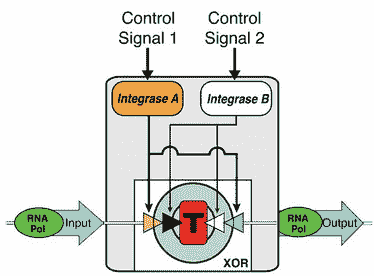 Control Control
Signal 1 Signal 2
Integrase A Integrase B
RNA Input RNA Output
Pol Pol
T
XOR